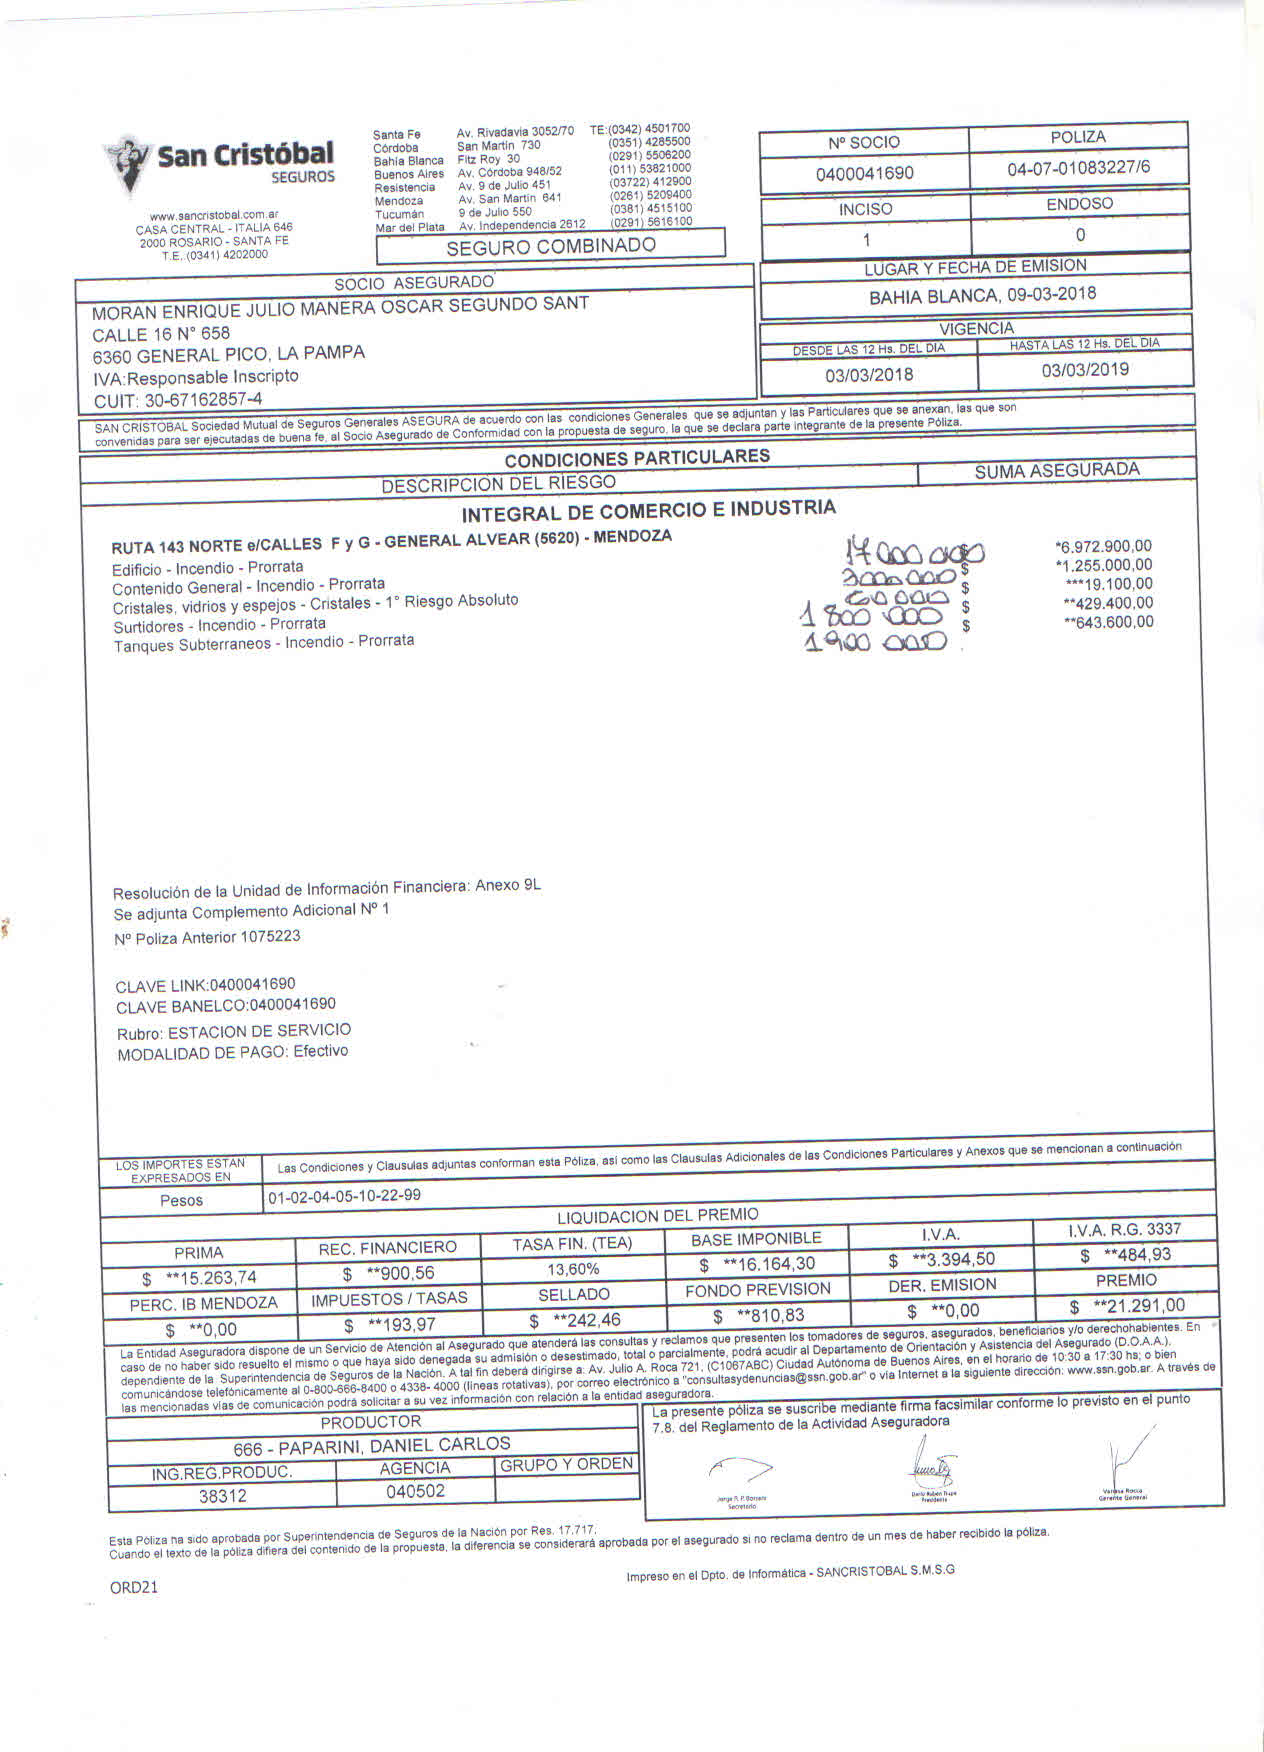 San Cristóbal
SEGUROS
www.sancristobal.com.ar
CASA CENTRAL - ITALIA 646
2000 ROSARIO - SANTA FE
T.E. (0341) 4202000
Santa Fe Av. Rivadavia 3052/70 TE:(0342) 4501700
Córdoba San Martin 730 (0351) 4285500
Bahia Blanca Fitz Roy 30 (0291) 5506200
Buenos Aires Av. Córdoba 948/52 (011) 53821000
Resistencia Av. 9 de Julio 451 (03722) 412900
Mendoza Av. San Martin 641 (0261) 5209400
Tucumán 9 de Julio 550 (0381) 4515100
Mar del Plata Av. Independencia 2612 (0291) 5616100
SEGURO COMBINADO
Nº SOCIO POLIZA
0400041690 04-07-01083227/6
INCISO ENDOSO
1 0
LUGAR Y FECHA DE EMISION
BAHIA BLANCA, 09-03-2018
VIGENCIA
DESDE LAS 12 Hs. DEL DIA HASTA LAS 12 Hs. DEL DIA
03/03/2018 03/03/2019
SOCIO ASEGURADO
MORAN ENRIQUE JULIO MANERA OSCAR SEGUNDO SANT
CALLE 16 N° 658
6360 GENERAL PICO, LA PAMPA
IVA:Responsable Inscripto
CUIT: 30-67162857-4
SAN CRISTOBAL Sociedad Mutual de Seguros Generales ASEGURA de acuerdo con las condiciones Generales que se adjuntan y las Particulares que se anexan, las que son
convenidas para ser ejecutadas de buena fe, al Socio Asegurado de Conformidad con la propuesta de seguro, la que se declara parte integrante de la presente Póliza.
CONDICIONES PARTICULARES
DESCRIPCION DEL RIESGO SUMA ASEGURADA
INTEGRAL DE COMERCIO E INDUSTRIA
RUTA 143 NORTE e/CALLES F y G - GENERAL ALVEAR (5620) - MENDOZA
Edificio - Incendio - Prorrata 17000000 $ *6.972.900,00
Contenido General - Incendio - Prorrata 3000000 $ *1.255.000,00
Cristales, vidrios y espejos - Cristales - 1° Riesgo Absoluto 60000 $ ***19.100,00
Surtidores - Incendio - Prorrata 1800000 $ **429.400,00
Tanques Subterraneos - Incendio - Prorrata 1900000 $ **643.600,00
Resolución de la Unidad de Información Financiera: Anexo 9L
Se adjunta Complemento Adicional Nº 1
Nº Poliza Anterior 1075223
CLAVE LINK:0400041690
CLAVE BANELCO:0400041690
Rubro: ESTACION DE SERVICIO
MODALIDAD DE PAGO: Efectivo
LOS IMPORTES ESTAN
EXPRESADOS EN
Pesos
Las Condiciones y Clausulas adjuntas conforman esta Póliza, así como las Clausulas Adicionales de las Condiciones Particulares y Anexos que se mencionan a continuación
01-02-04-05-10-22-99
LIQUIDACION DEL PREMIO
PRIMA REC. FINANCIERO TASA FIN. (TEA) BASE IMPONIBLE I.V.A. I.V.A. R.G. 3337
$ **15.263,74 $ **900,56 13,60% $ **16.164,30 $ **3.394,50 $ **484,93
PERC. IB MENDOZA IMPUESTOS / TASAS SELLADO FONDO PREVISION DER. EMISION PREMIO
$ **0,00 $ **193,97 $ **242,46 $ **810,83 $ **0,00 $ **21.291,00
La Entidad Aseguradora dispone de un Servicio de Atención al Asegurado que atenderá las consultas y reclamos que presenten los tomadores de seguros, asegurados, beneficiarios y/o derechohabientes. En
caso de no haber sido resuelto el mismo o que haya sido denegada su admisión o desestimado, total o parcialmente, podrá acudir al Departamento de Orientación y Asistencia del Asegurado (D.O.A.A.).
dependiente de la Superintendencia de Seguros de la Nación. A tal fin deberá dirigirse a: Av. Julio A. Roca 721, (C1067ABC) Ciudad Autónoma de Buenos Aires, en el horario de 10:30 a 17:30 hs; o bien
comunicándose telefónicamente al 0-800-666-8400 o 4338- 4000 (líneas rotativas), por correo electrónico a "consultasydenuncias@ssn.gob.ar" o vía Internet a la siguiente dirección: www.ssn.gob.ar. A través de
las mencionadas vías de comunicación podrá solicitar a su vez información con relación a la entidad aseguradora.
PRODUCTOR
666 - PAPARINI, DANIEL CARLOS
ING.REG.PRODUC. AGENCIA GRUPO Y ORDEN
38312 040502
La presente póliza se suscribe mediante firma facsimilar conforme lo previsto en el punto
7.8. del Reglamento de la Actividad Aseguradora
Secretario
Presidente
Vanesa Rocca
Gerente General
Esta Póliza ha sido aprobada por Superintendencia de Seguros de la Nación por Res. 17.717.
Cuando el texto de la póliza difiera del contenido de la propuesta, la diferencia se considerará aprobada por el asegurado si no reclama dentro de un mes de haber recibido la póliza.
Impreso en el Dpto. de Informática - SANCRISTOBAL S.M.S.G
ORD21